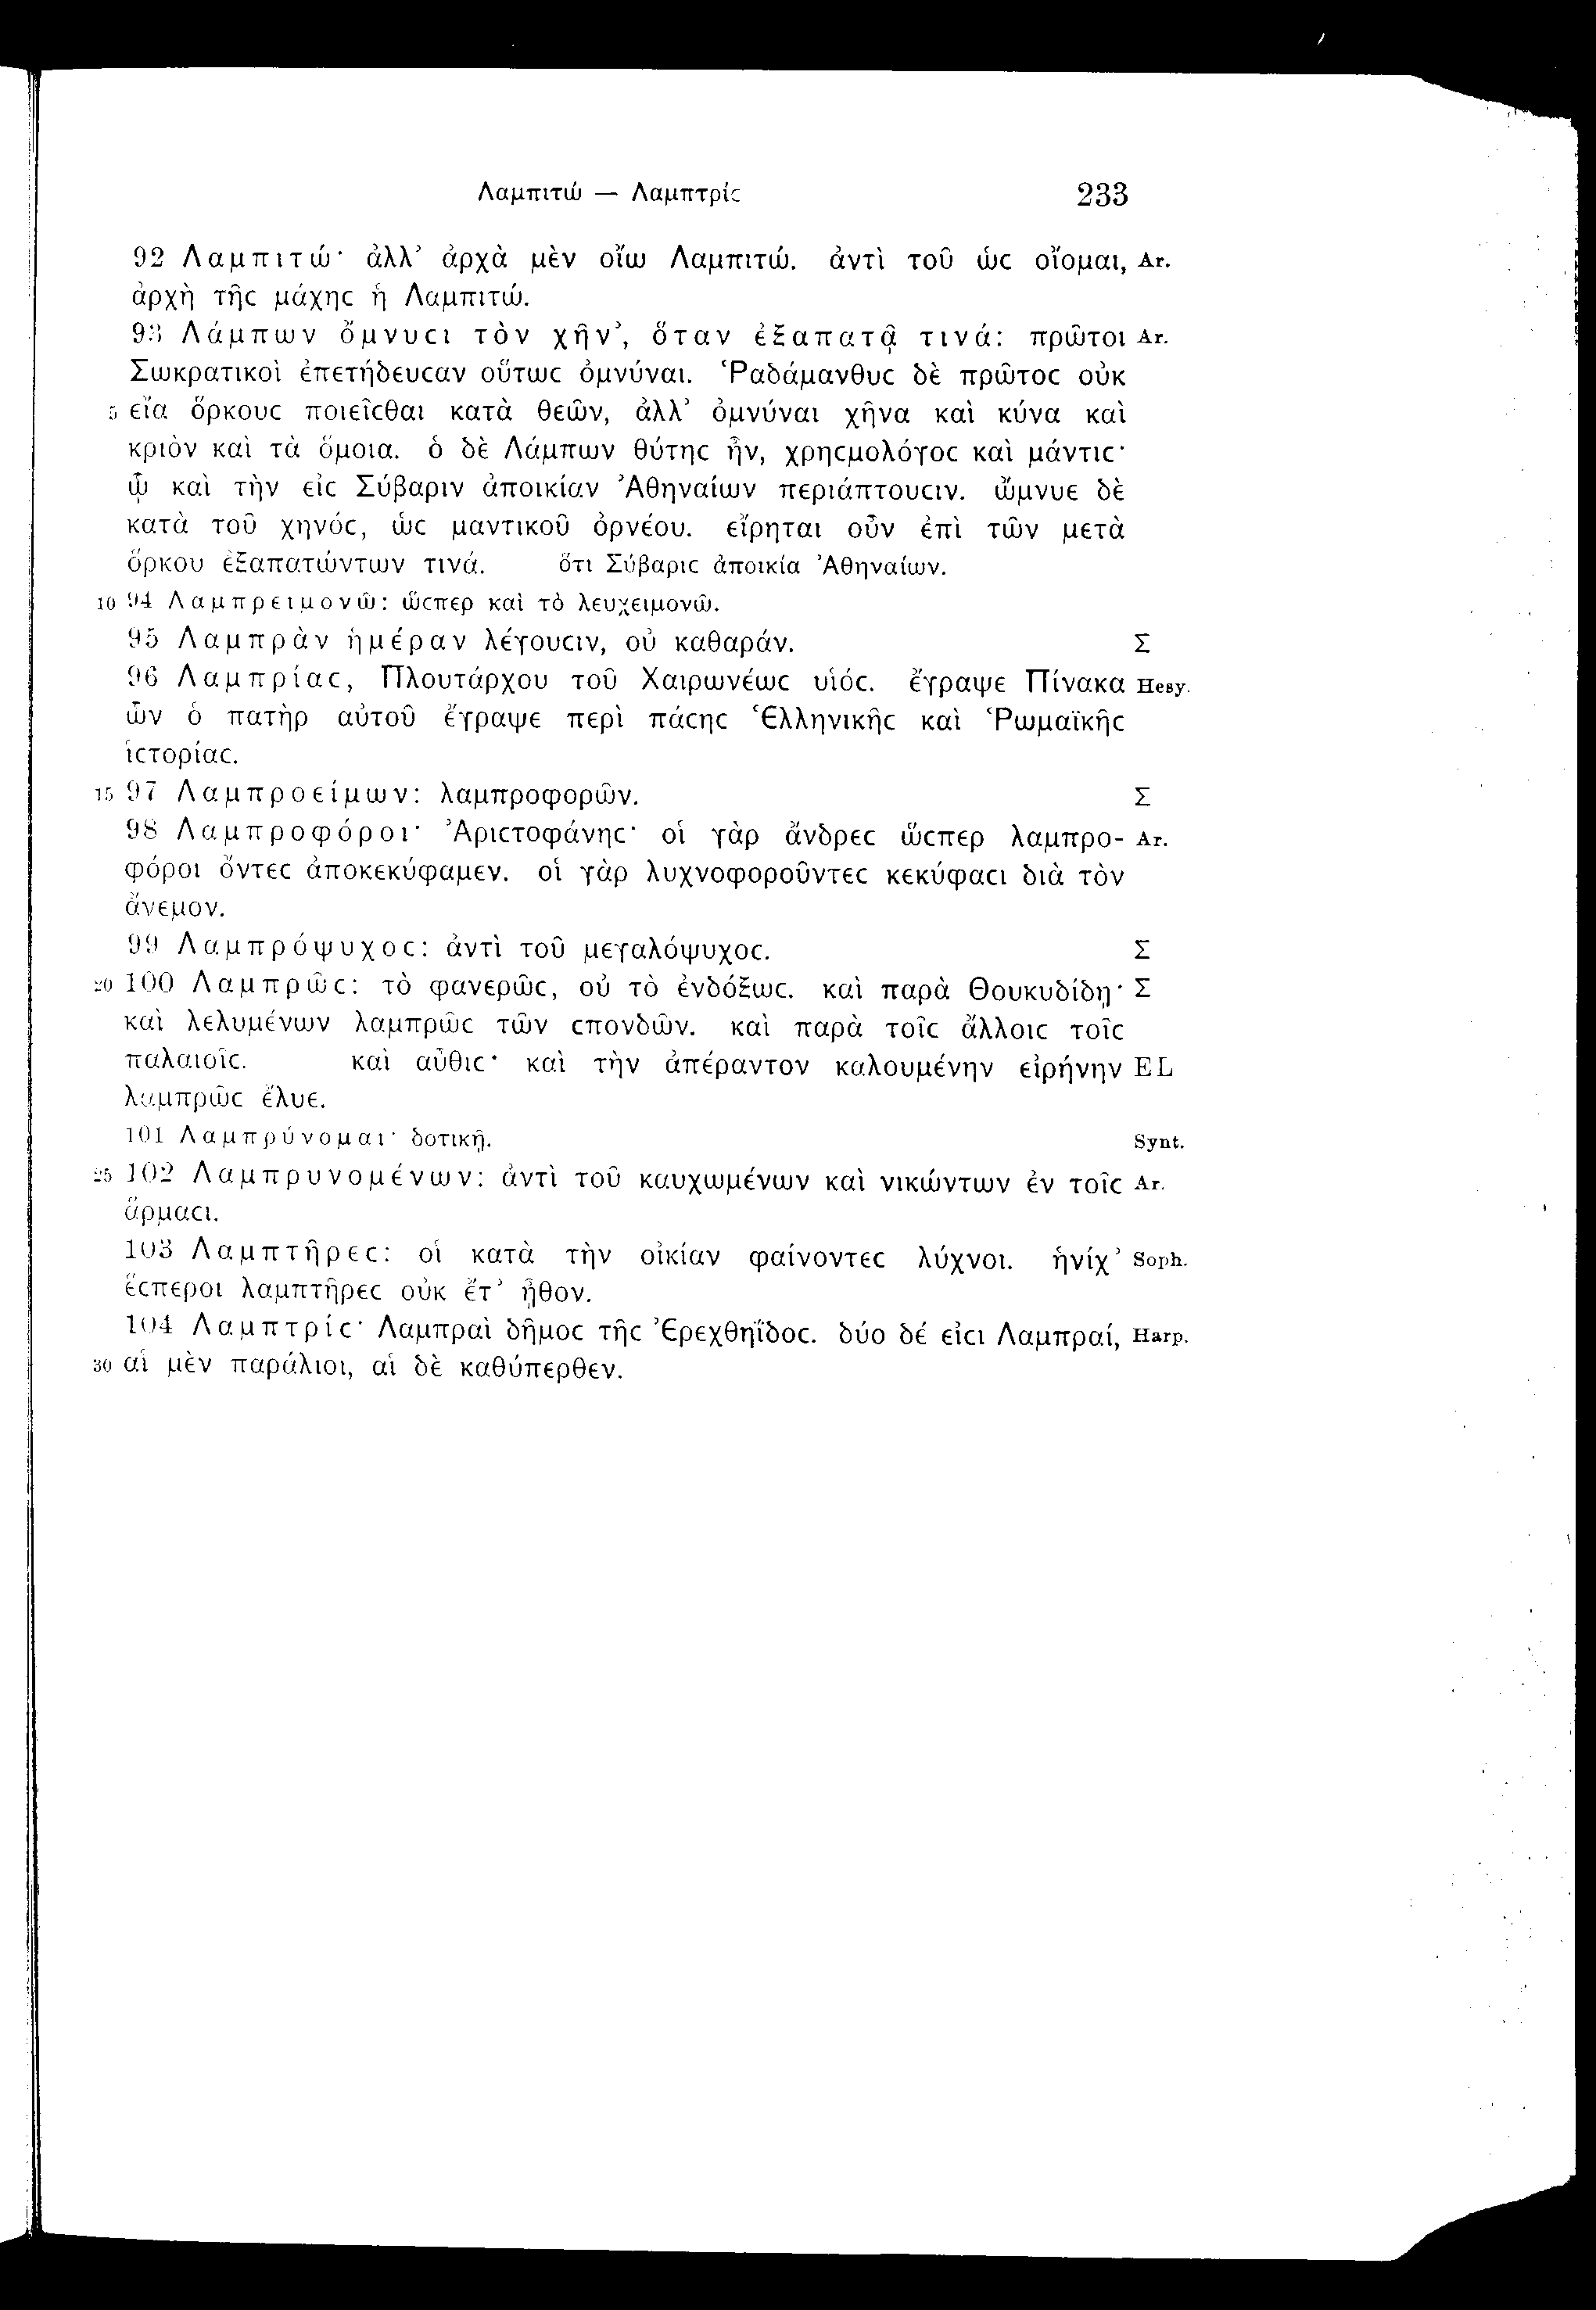 Λαμπιτώ — Λαμπτρίϲ 233
92 Λαμπιτώ· ἀλλ’ ἀρχὰ μὲν οἴω Λαμπιτώ. ἀντὶ τοῦ ὡϲ οἴομαι, Ar.
ἀρχὴ τῆϲ μάχηϲ ἡ Λαμπιτώ.
93 Λάμπων ὄμνυϲι τὸν χῆν’, ὅταν ἐξαπατᾷ τινά: πρῶτοι Ar.
Σωκρατικοὶ ἐπετήδευϲαν οὕτωϲ ὀμνύναι. Ῥαδάμανθυϲ δὲ πρῶτοϲ οὐκ
5 εἴα ὅρκουϲ ποιεῖϲθαι κατὰ θεῶν, ἀλλ’ ὀμνύναι χῆνα καὶ κύνα καὶ
κριὸν καὶ τὰ ὅμοια. ὁ δὲ Λάμπων θύτηϲ ἦν, χρηϲμολόγοϲ καὶ μάντιϲ·
ᾧ καὶ τὴν εἰϲ Σύβαριν ἀποικίαν Ἀθηναίων περιάπτουϲιν. ὤμνυε δὲ
κατὰ τοῦ χηνόϲ, ὡϲ μαντικοῦ ὀρνέου. εἴρηται οὖν ἐπὶ τῶν μετὰ
ὅρκου ἐξαπατώντων τινά. ὅτι Σύβαριϲ ἀποικία Ἀθηναίων.
10 94 Λαμπρειμονῶ: ὥϲπερ καὶ τὸ λευχειμονῶ.
95 Λαμπρὰν ἡμέραν λέγουϲιν, οὐ καθαράν. Σ
96 Λαμπρίαϲ, Πλουτάρχου τοῦ Χαιρωνέωϲ υἱόϲ. ἔγραψε Πίνακα Hesy.
ὧν ὁ πατὴρ αὐτοῦ ἔγραψε περὶ πάϲηϲ Ἑλληνικῆϲ καὶ Ῥωμαϊκῆϲ
ἱϲτορίαϲ.
15 97 Λαμπροείμων: λαμπροφορῶν. Σ
98 Λαμπροφόροι· Ἀριϲτοφάνηϲ· οἱ γὰρ ἄνδρεϲ ὥϲπερ λαμπρο- Ar.
φόροι ὄντεϲ ἀποκεκύφαμεν. οἱ γὰρ λυχνοφοροῦντεϲ κεκύφαϲι διὰ τὸν
ἄνεμον.
99 Λαμπρόψυχοϲ: ἀντὶ τοῦ μεγαλόψυχοϲ. Σ
20 100 Λαμπρῶϲ: τὸ φανερῶϲ, οὐ τὸ ἐνδόξωϲ. καὶ παρὰ Θουκυδίδῃ· Σ
καὶ λελυμένων λαμπρῶϲ τῶν ϲπονδῶν. καὶ παρὰ τοῖϲ ἄλλοιϲ τοῖϲ
παλαιοῖϲ. καὶ αὖθιϲ· καὶ τὴν ἀπέραντον καλουμένην εἰρήνην EL
λαμπρῶϲ ἔλυε.
101 Λαμπρύνομαι· δοτικῇ. Synt.
25 102 Λαμπρυνομένων: ἀντὶ τοῦ καυχωμένων καὶ νικώντων ἐν τοῖϲ Ar.
ἅρμαϲι.
103 Λαμπτῆρεϲ: οἱ κατὰ τὴν οἰκίαν φαίνοντεϲ λύχνοι. ἡνίχ’ Soph.
ἕϲπεροι λαμπτῆρεϲ οὐκ ἔτ’ ᾖθον.
104 Λαμπτρίϲ· Λαμπραὶ δῆμοϲ τῆϲ Ἐρεχθηΐδοϲ. δύο δέ εἰϲι Λαμπραί, Harp.
30 αἱ μὲν παράλιοι, αἱ δὲ καθύπερθεν.